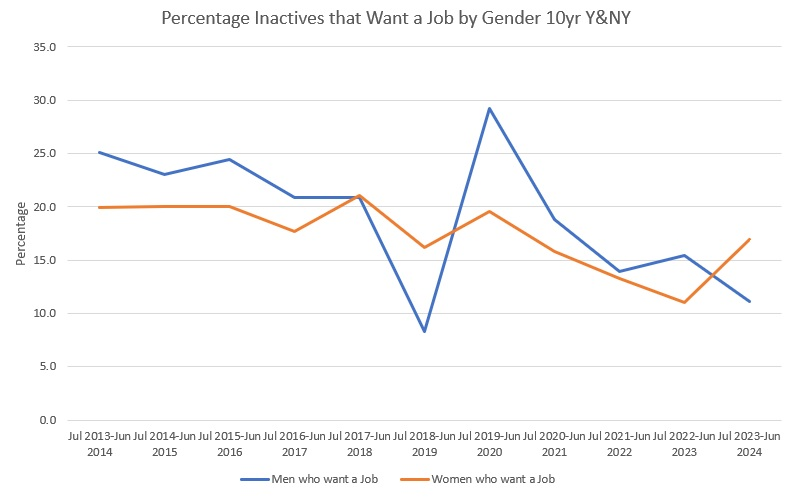 Percentage Inactives that Want a Job by Gender 10yr Y&NY
35.0
30.0
25.0
20.0
15.0
10.0
5.0
0.0
Percentage
Jul 2013-Jun Jul 2014-Jun Jul 2015-Jun Jul 2016-Jun Jul 2017-Jun Jul 2018-Jun Jul 2019-Jun Jul 2020-Jun Jul 2021-Jun Jul 2022-Jun Jul 2023-Jun
2014 2015 2016 2017 2018 2019 2020 2021 2022 2023 2024
Men who want a Job Women who want a Job